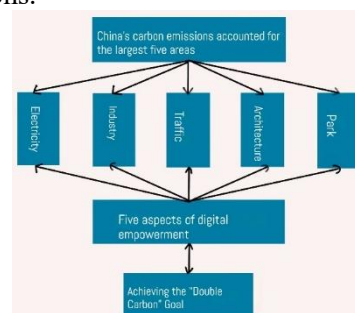 ons.
China's carbon emissions accounted for
the largest five areas
Electricity
Industry
Traffic
Architecture
Park
Five aspects of digital
empowerment
Achieving the "Double
Carbon" Goal